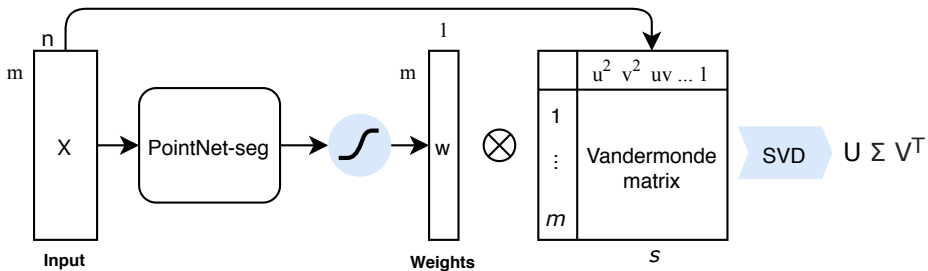 n
m
X
Input
PointNet-seg
1
m
w
Weights
u² v² uv ... 1
1
⋮
m
Vandermonde
matrix
s
SVD
U Σ Vᵀ